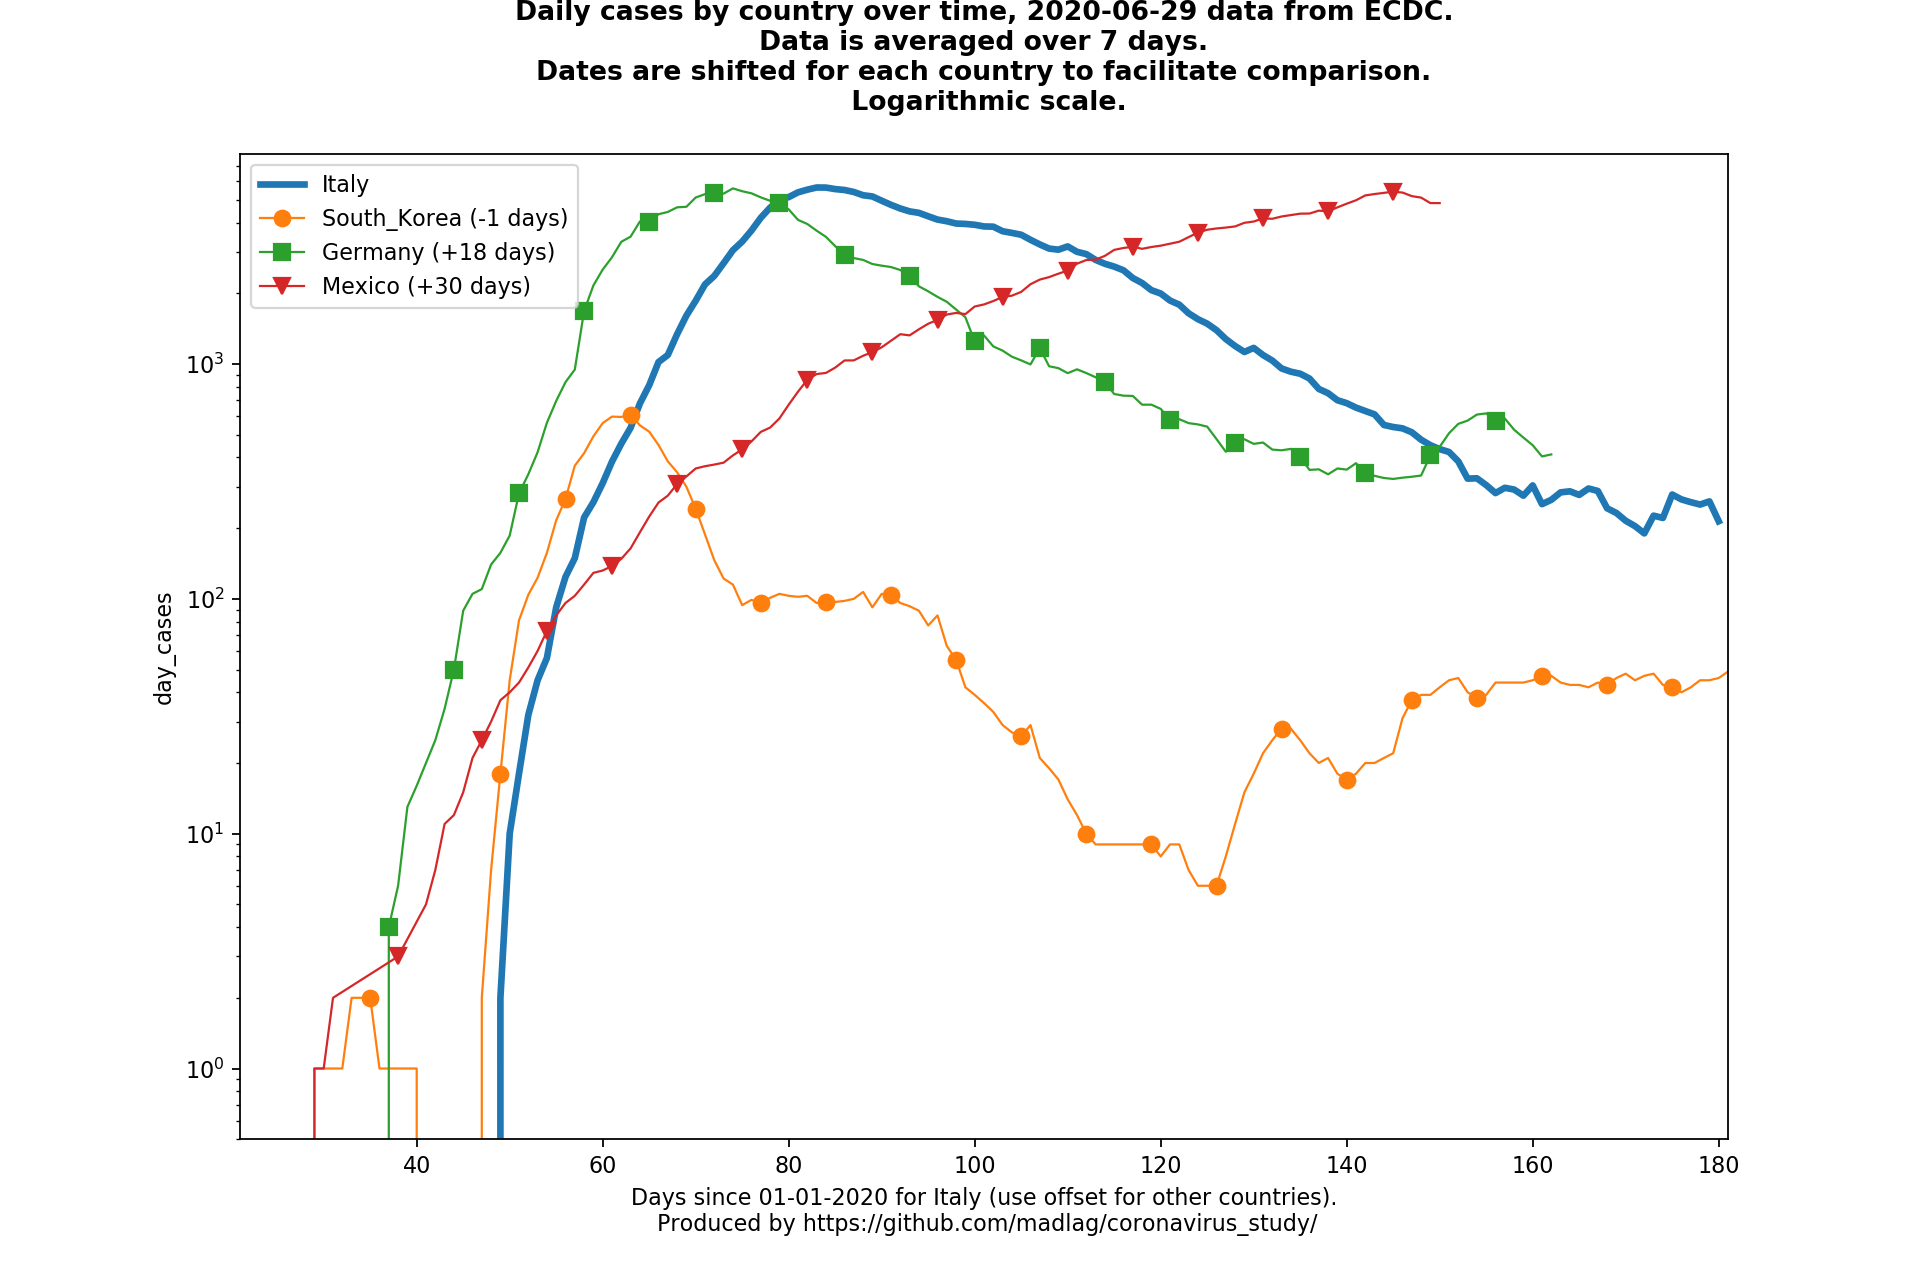 Daily cases by country over time, 2020-06-29 data from ECDC.
Data is averaged over 7 days.
Dates are shifted for each country to facilitate comparison.
Logarithmic scale.
Italy
South_Korea (-1 days)
Germany (+18 days)
Mexico (+30 days)
day_cases
10³
10²
10¹
10⁰
40 60 80 100 120 140 160 180
Days since 01-01-2020 for Italy (use offset for other countries).
Produced by https://github.com/madlag/coronavirus_study/